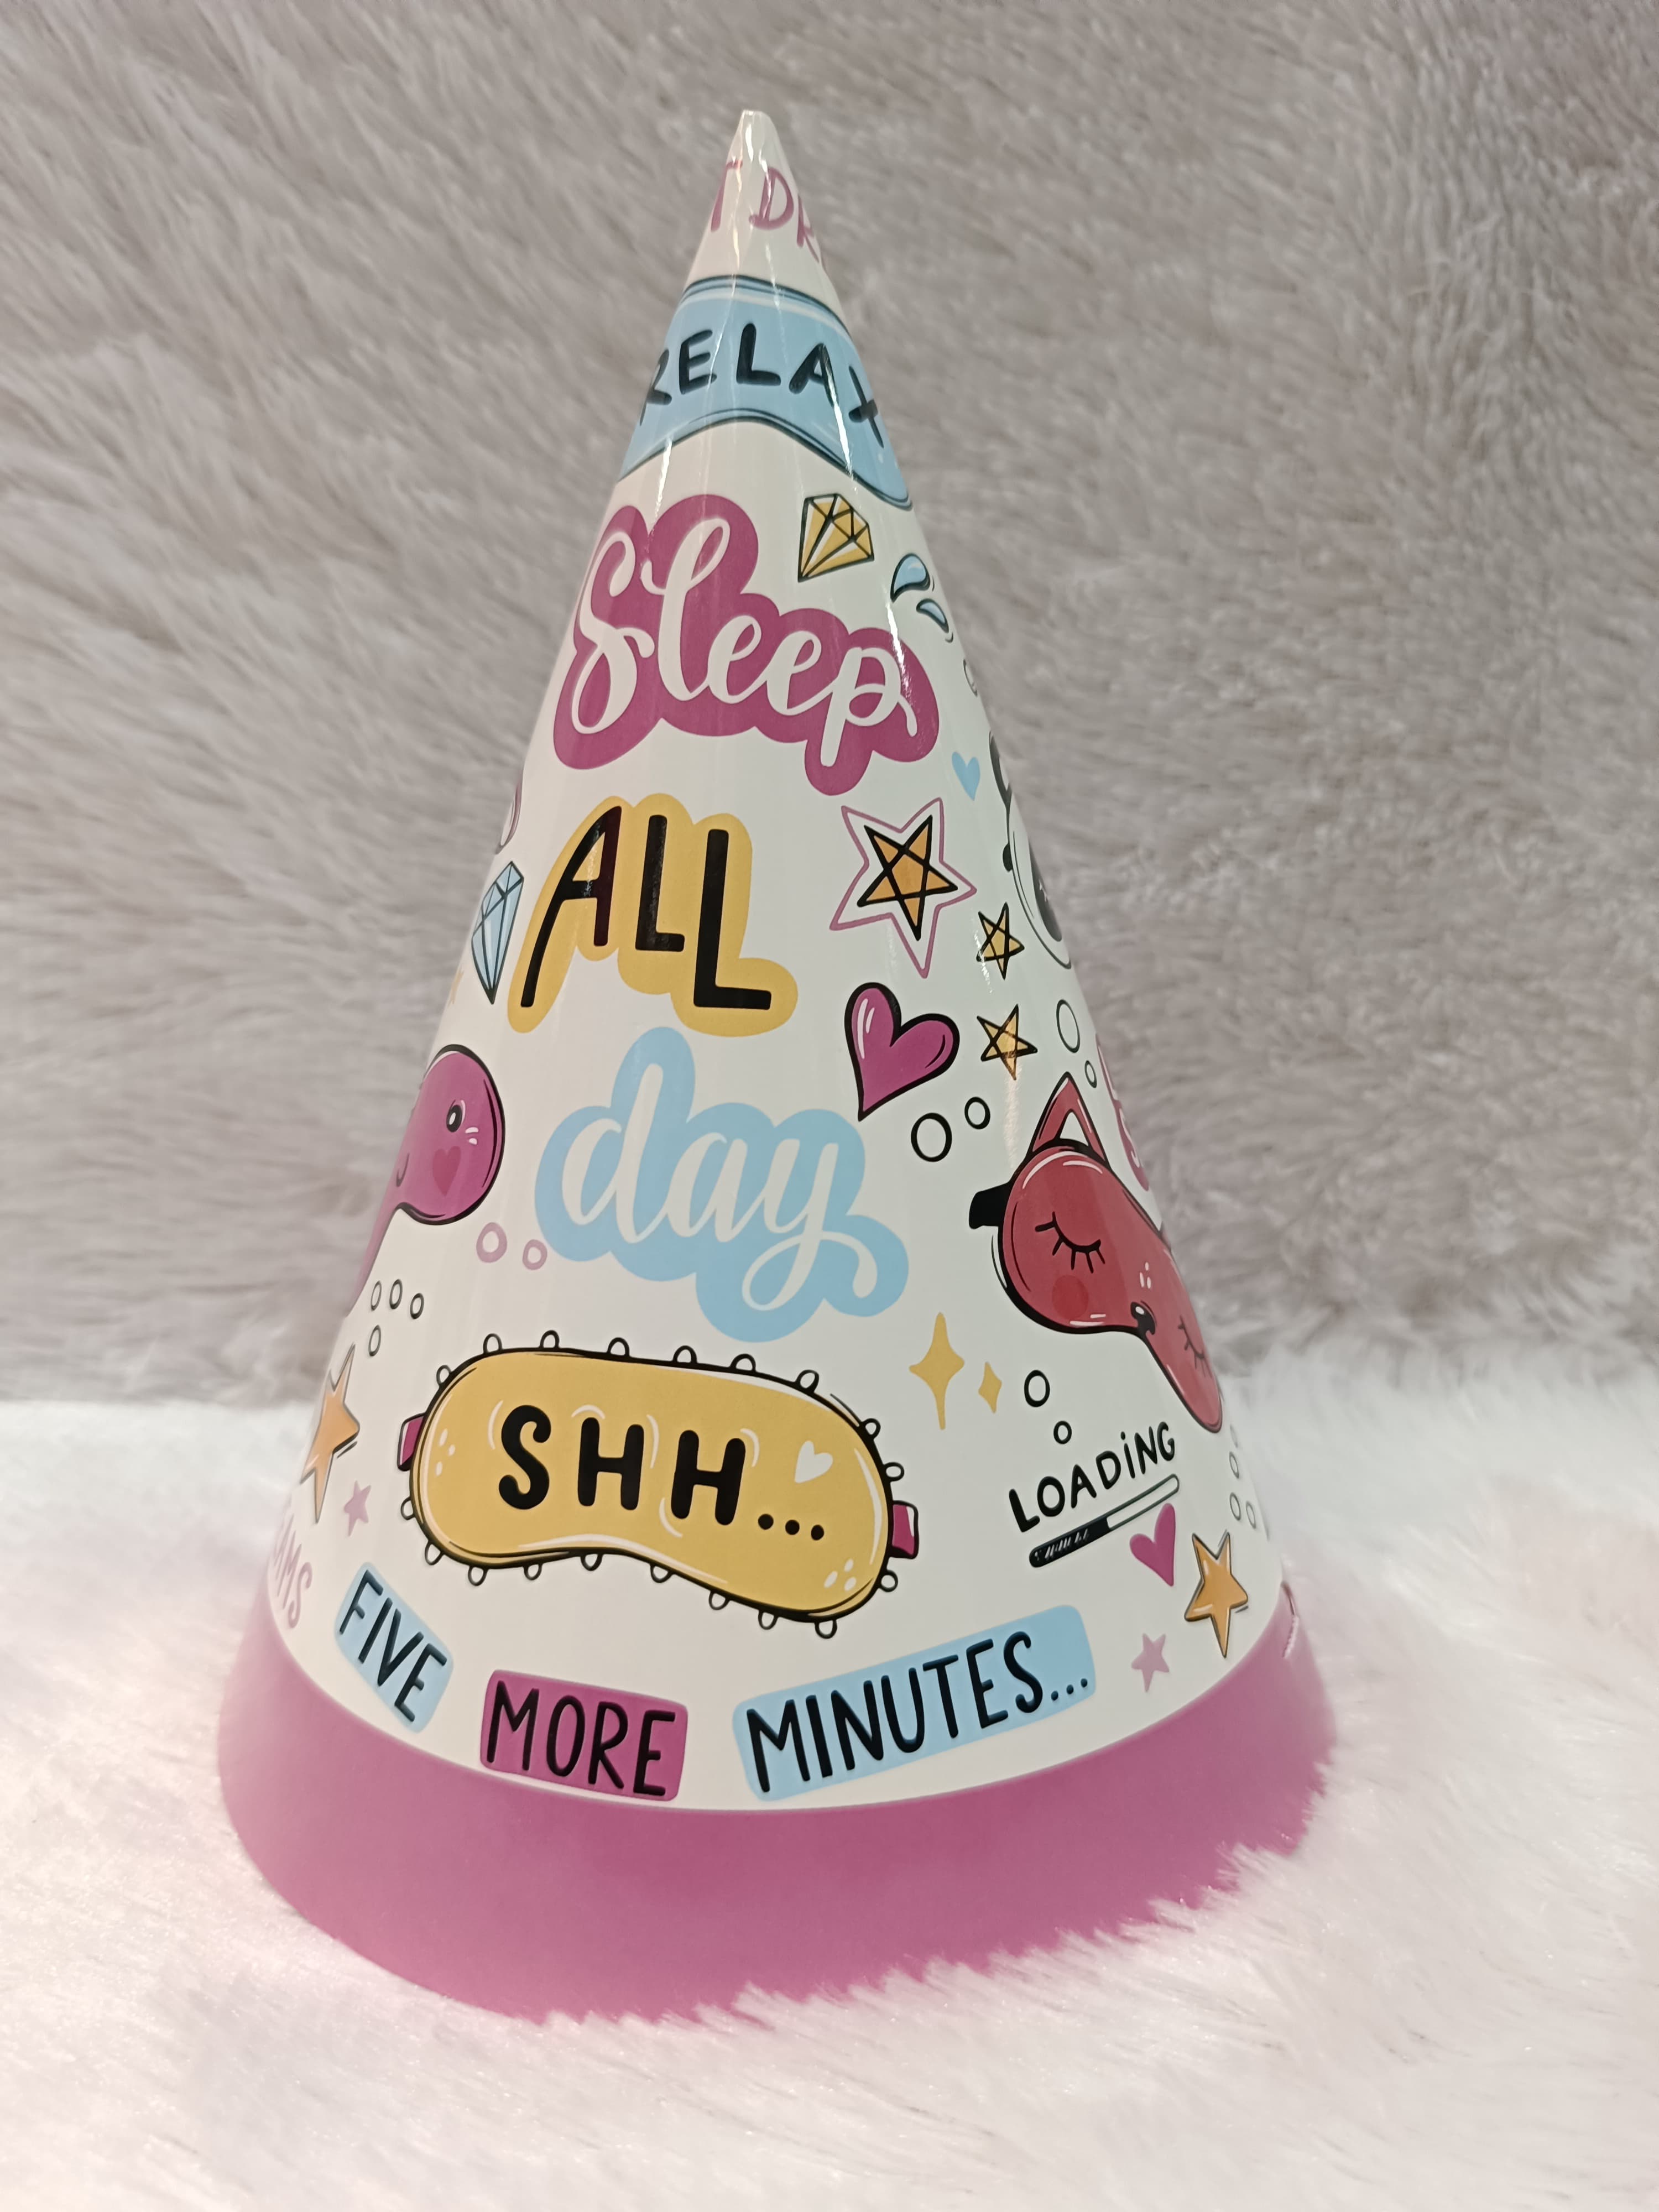 RELAX
Sleep
ALL
day
SHH...
LOADiNG
FIVE MORE MINUTES...